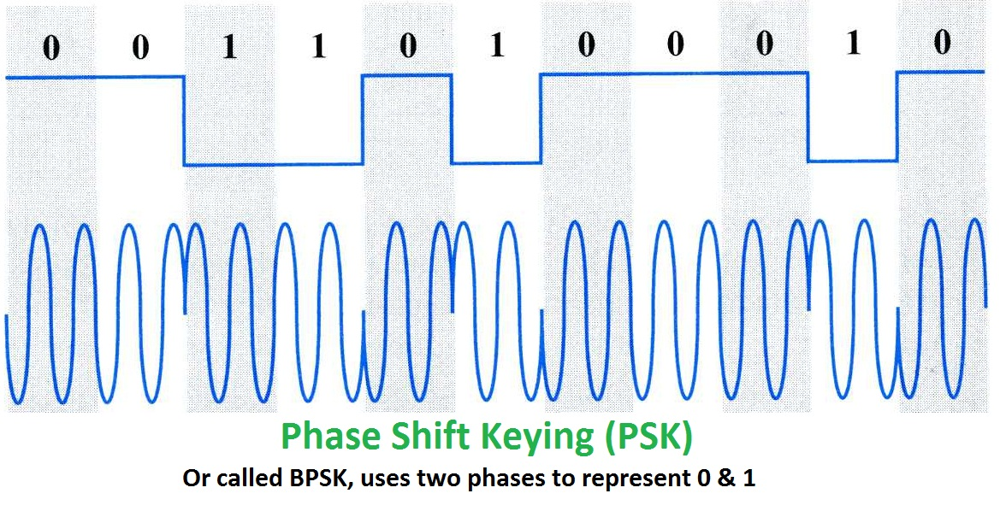 0 0 1 1 0 1 0 0 0 1 0
Phase Shift Keying (PSK)
Or called BPSK, uses two phases to represent 0 & 1